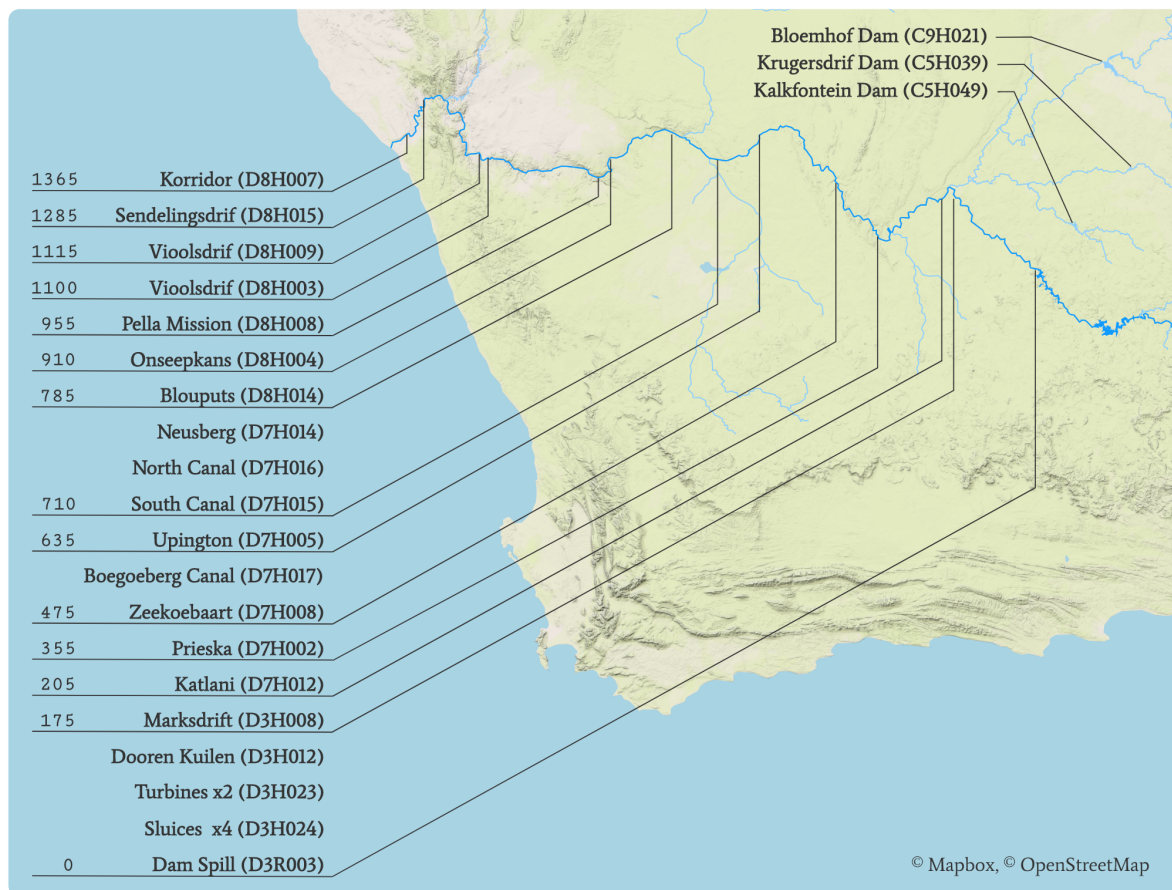 Bloemhof Dam (C9H021)
Krugersdrif Dam (C5H039)
Kalkfontein Dam (C5H049)
1365 Korridor (D8H007)
1285 Sendelingsdrif (D8H015)
1115 Vioolsdrif (D8H009)
1100 Vioolsdrif (D8H003)
955 Pella Mission (D8H008)
910 Onseepkans (D8H004)
785 Blouputs (D8H014)
Neusberg (D7H014)
North Canal (D7H016)
710 South Canal (D7H015)
635 Upington (D7H005)
Boegoeberg Canal (D7H017)
475 Zeekoebaart (D7H008)
355 Prieska (D7H002)
205 Katlani (D7H012)
175 Marksdrift (D3H008)
Dooren Kuilen (D3H012)
Turbines x2 (D3H023)
Sluices x4 (D3H024)
0 Dam Spill (D3R003)
© Mapbox, © OpenStreetMap